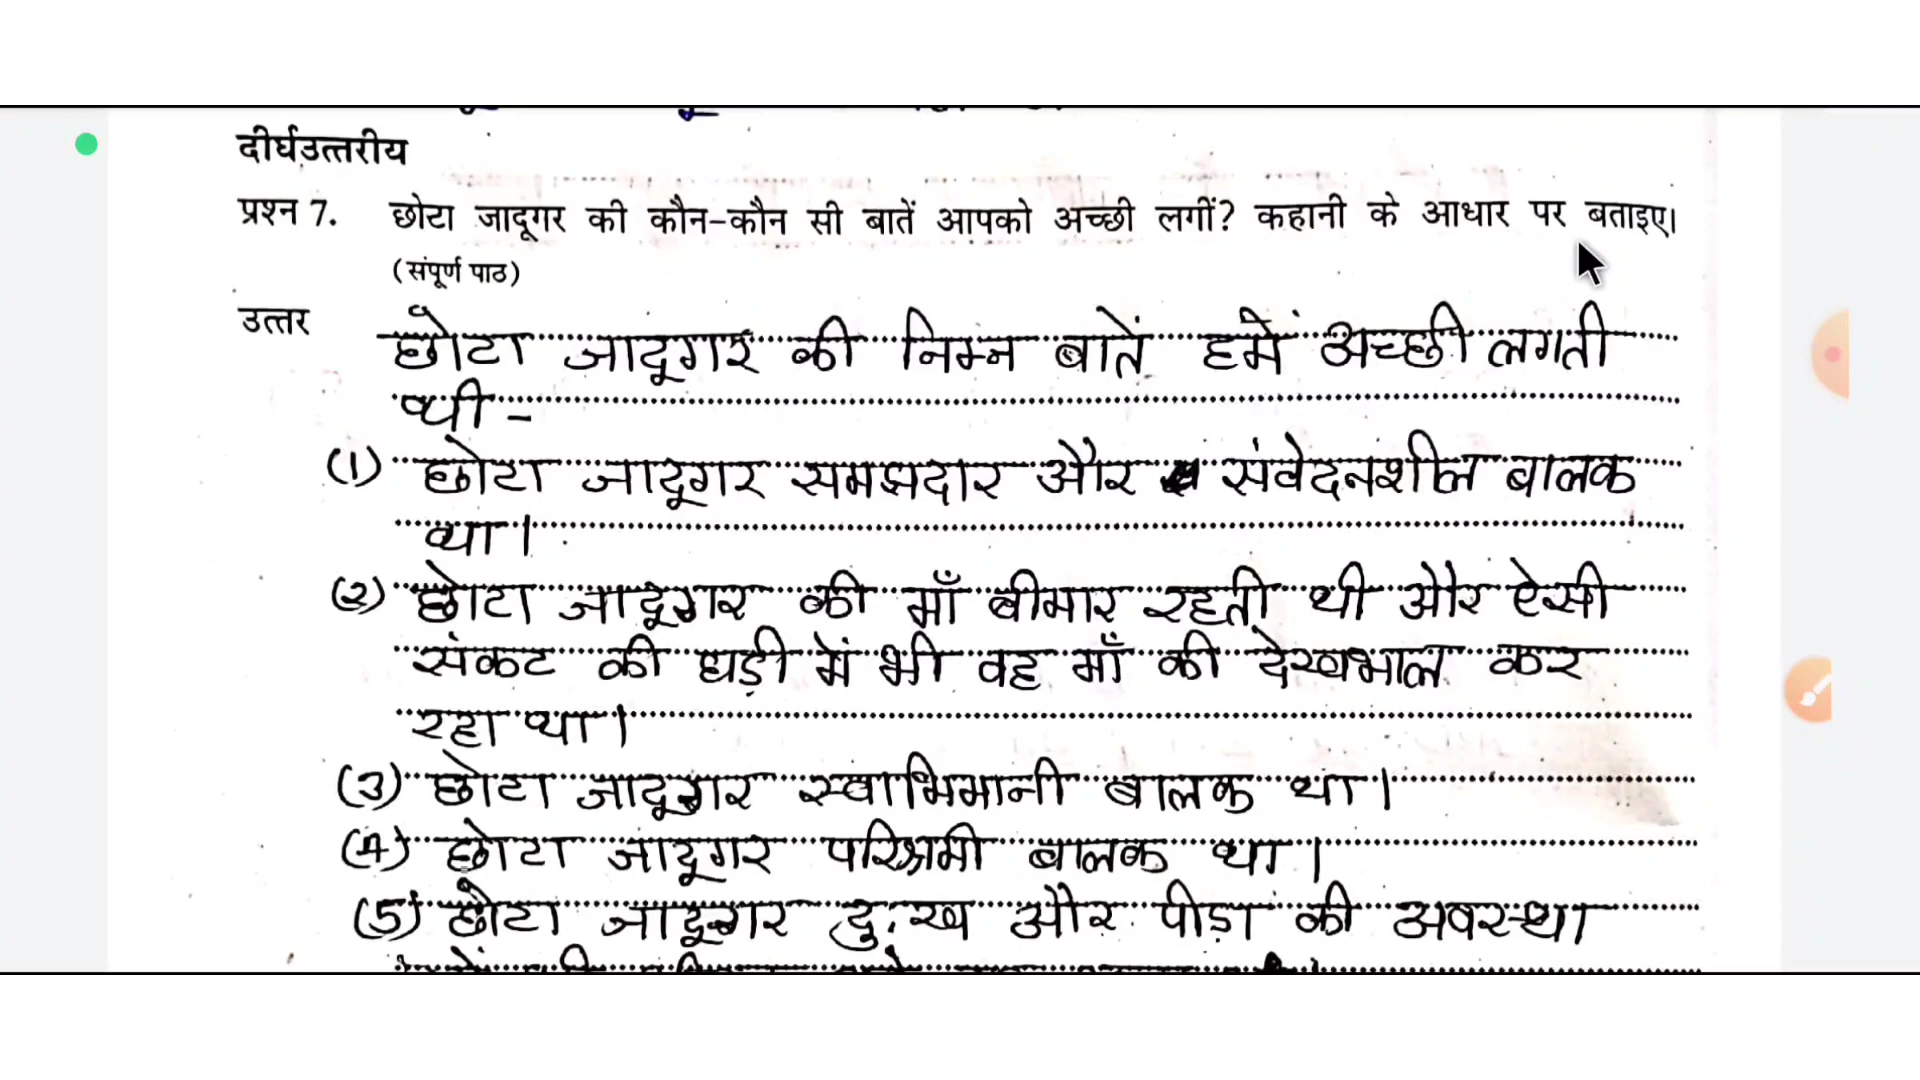 दीर्घउत्तरीय
प्रश्न 7. छोटा जादूगर की कौन-कौन सी बातें आपको अच्छी लगीं? कहानी के आधार पर बताइए।
(संपूर्ण पाठ)
उत्तर छोटा जादूगर की निम्न बातें हमें अच्छी लगती
थी -
(1) छोटा जादूगर समझदार और संवेदनशील बालक
था।
(2) छोटा जादूगर की माँ बीमार रहती थी और ऐसी
संकट की घड़ी में भी वह माँ की देखभाल कर
रहा था।
(3) छोटा जादूगर स्वाभिमानी बालक था।
(4) छोटा जादूगर परिश्रमी बालक था।
(5) छोटा जादूगर दुःख और पीड़ा की अवस्था